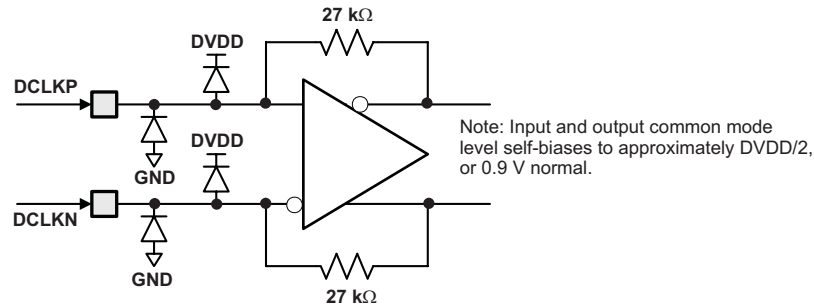 27 kΩ
DVDD
DCLKP
DVDD
GND
Note: Input and output common mode
level self-biases to approximately DVDD/2,
or 0.9 V normal.
DCLKN
GND
27 kΩ